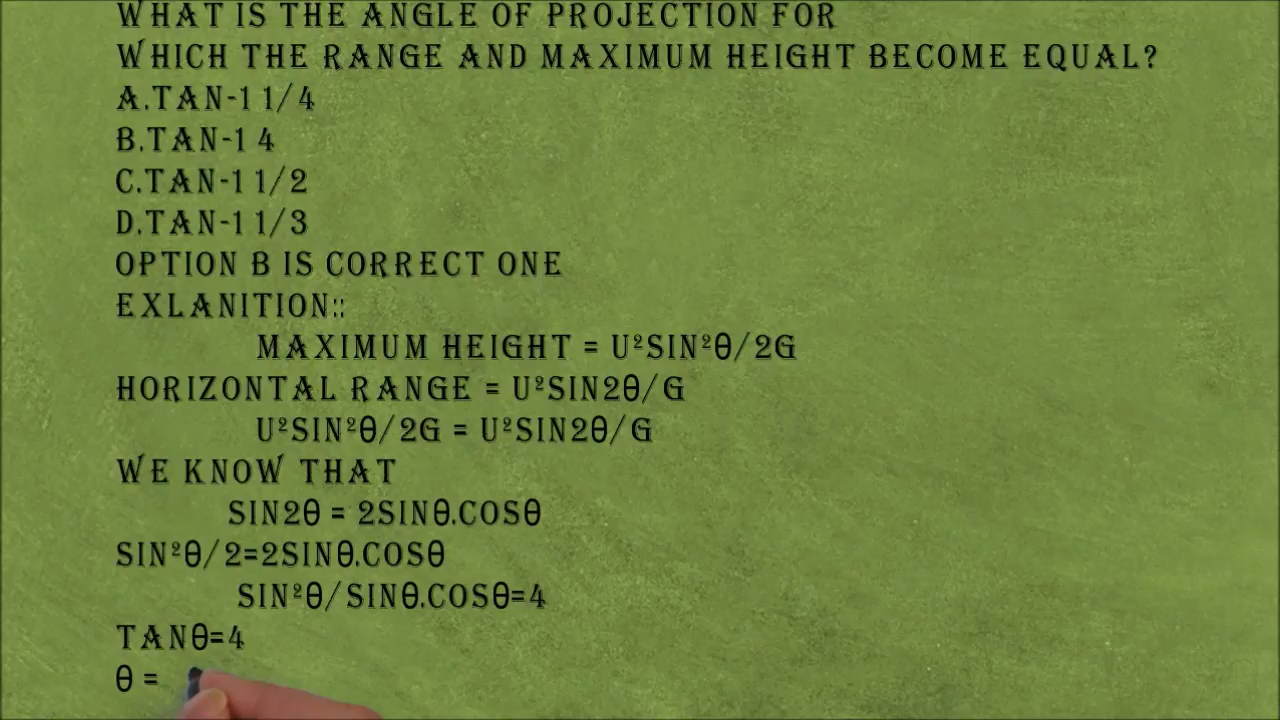 WHAT IS THE ANGLE OF PROJECTION FOR
WHICH THE RANGE AND MAXIMUM HEIGHT BECOME EQUAL?
A.TAN-1 1/4
B.TAN-1 4
C.TAN-1 1/2
D.TAN-1 1/3
OPTION B IS CORRECT ONE
EXLANITION::
MAXIMUM HEIGHT = U²SIN²θ/2G
HORIZONTAL RANGE = U²SIN2θ/G
U²SIN²θ/2G = U²SIN2θ/G
WE KNOW THAT
SIN2θ = 2SINθ.COSθ
SIN²θ/2=2SINθ.COSθ
SIN²θ/SINθ.COSθ=4
TANθ=4
θ =